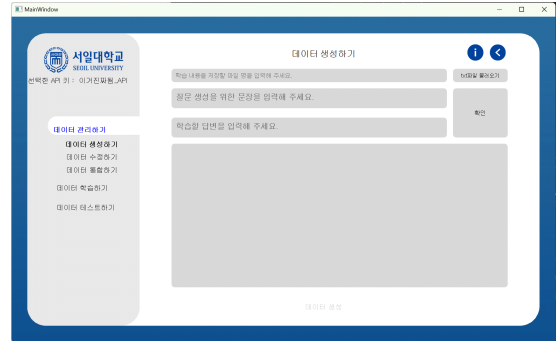 MainWindow
서일대학교
SEOIL UNIVERSITY
선택한 API 키 : 이거진짜됨_API
데이터 관리하기
데이터 생성하기
데이터 수정하기
데이터 통합하기
데이터 학습하기
데이터 테스트하기
데이터 생성하기
학습 내용을 저장할 파일 명을 입력해 주세요.
txt파일 불러오기
질문 생성을 위한 문장을 입력해 주세요.
확인
학습할 답변을 입력해 주세요.
데이터 생성